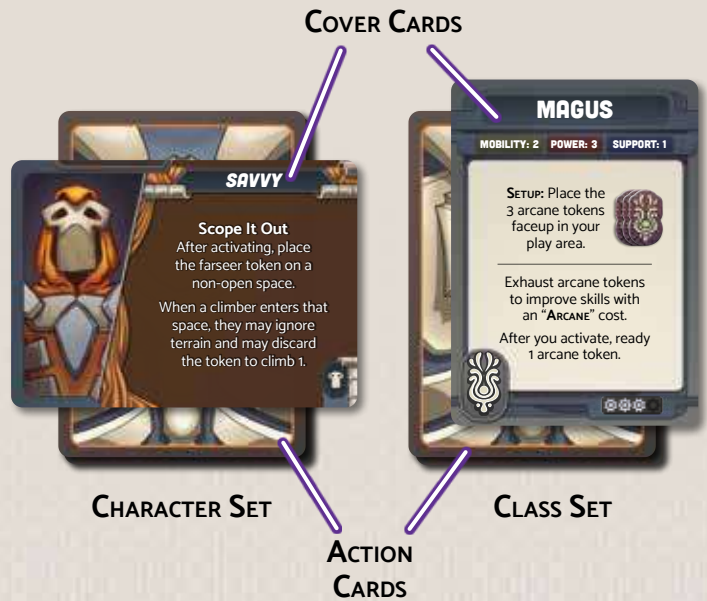 COVER CARDS
SAVVY
Scope It Out
After activating, place
the farseer token on a
non-open space.
When a climber enters that
space, they may ignore
terrain and may discard
the token to climb 1.
MAGUS
MOBILITY: 2 POWER: 3 SUPPORT: 1
SETUP: Place the
3 arcane tokens
faceup in your
play area.
Exhaust arcane tokens
to improve skills with
an “ARCANE” cost.
After you activate, ready
1 arcane token.
CHARACTER SET
CLASS SET
ACTION
CARDS